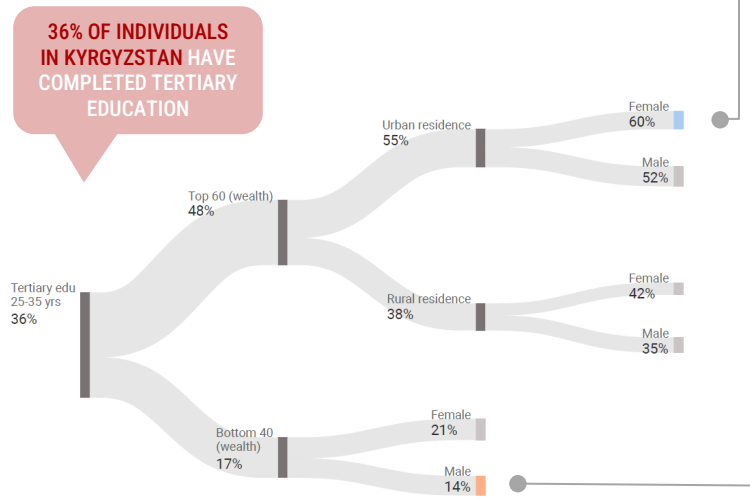 36% OF INDIVIDUALS
IN KYRGYZSTAN HAVE
COMPLETED TERTIARY
EDUCATION
Tertiary edu
25-35 yrs
36%
Top 60 (wealth)
48%
Urban residence
55%
Female
60%
Male
52%
Rural residence
38%
Female
42%
Male
35%
Bottom 40
(wealth)
17%
Female
21%
Male
14%